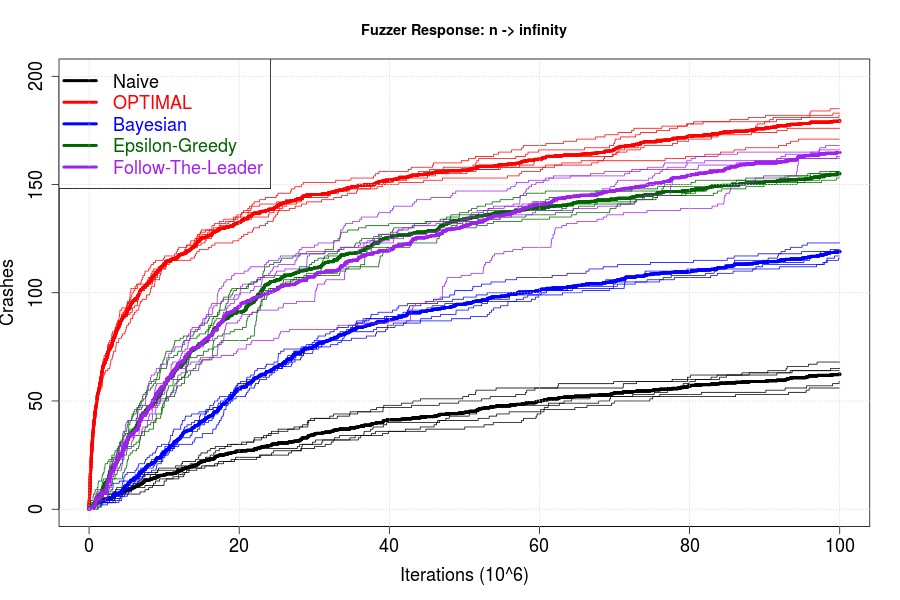 Fuzzer Response: n -> infinity
Naive
OPTIMAL
Bayesian
Epsilon-Greedy
Follow-The-Leader
Crashes
200
150
100
50
0
0 20 40 60 80 100
Iterations (10^6)